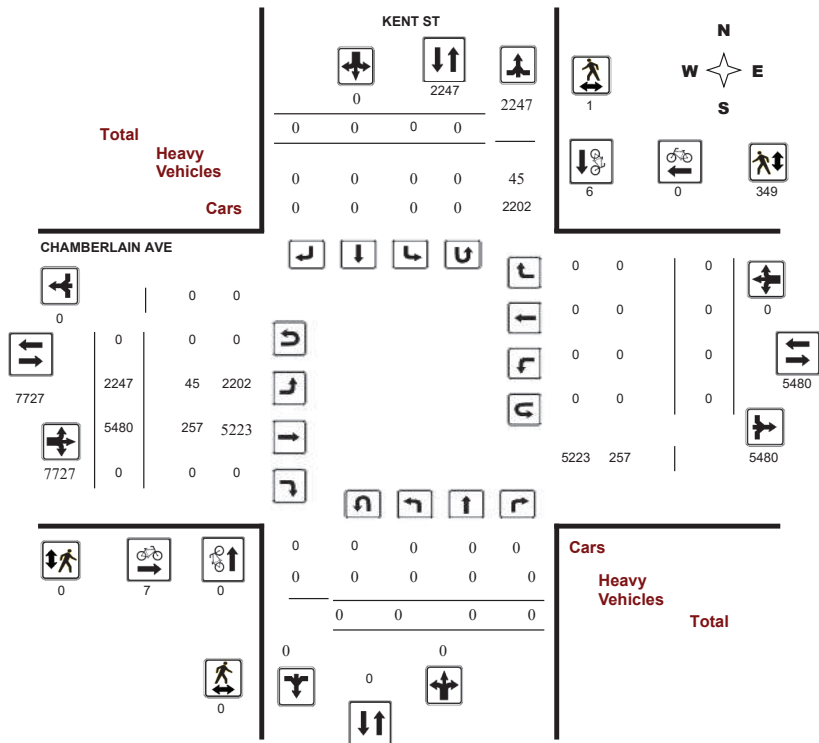 KENT ST
N
W E
S
0
2247
2247
1
0 0 0 0
Total
Heavy
Vehicles
0 0 0 0 45
Cars
0 0 0 0 2202
6 0 349
CHAMBERLAIN AVE
0
0 0
0 0 0
7727
2247 45 2202
5480 257 5223
7727
0 0 0
0 0 0
0
0 0 0
0 0 0
5480
0 0 0
5223 257
5480
0 7 0
0
0 0 0 0 0
0 0 0 0 0
0 0 0 0
0
0
0
Cars
Heavy
Vehicles
Total